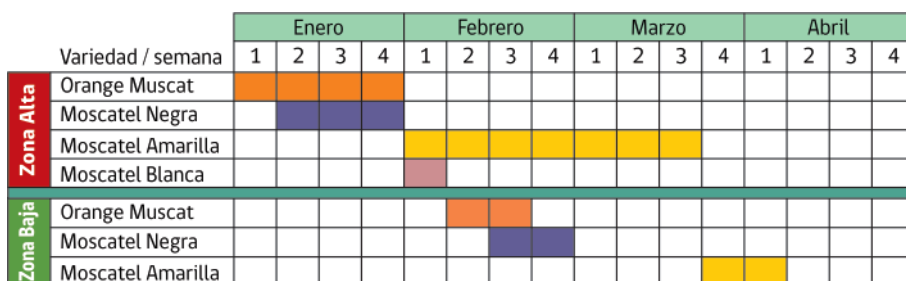 Enero Febrero Marzo Abril
Variedad / semana 1 2 3 4 1 2 3 4 1 2 3 4 1 2 3 4
Zona Alta
Orange Muscat
Moscatel Negra
Moscatel Amarilla
Moscatel Blanca
Zona Baja
Orange Muscat
Moscatel Negra
Moscatel Amarilla